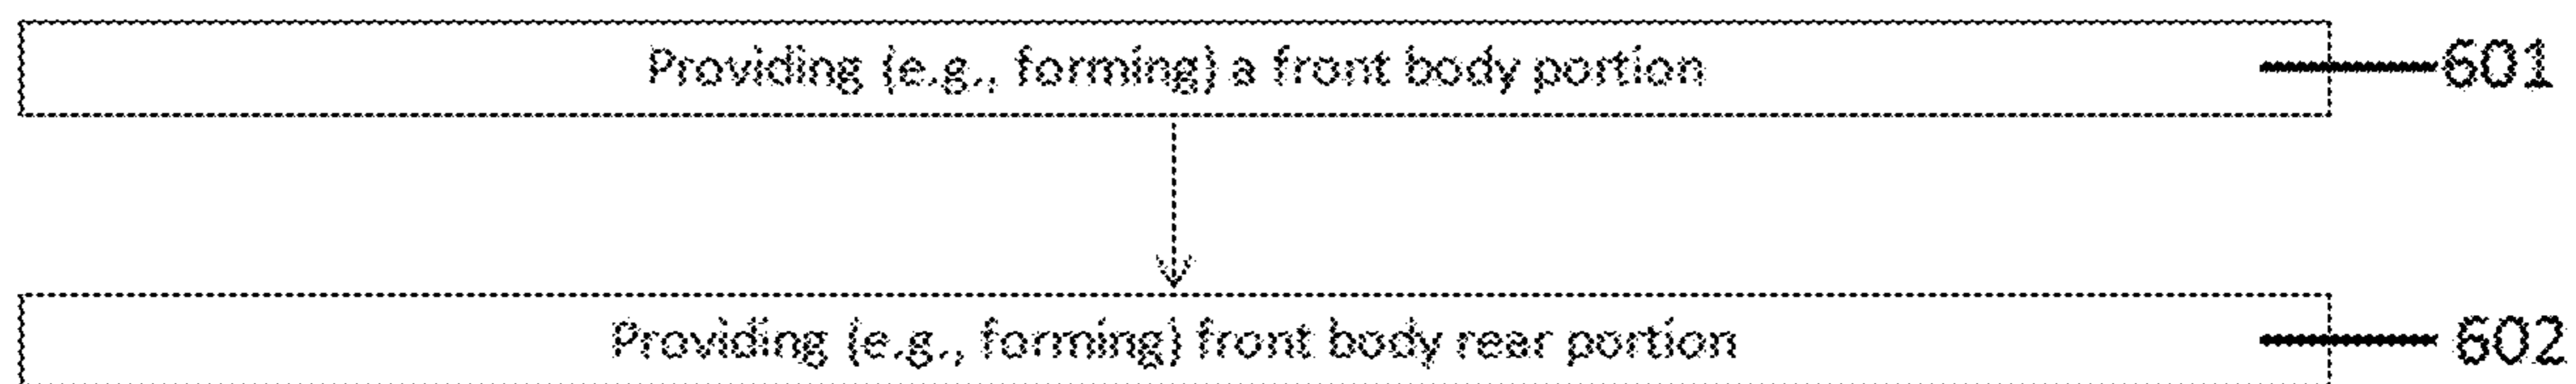 Providing (e.g., forming) a front body portion 601
Providing (e.g., forming) front body rear portion 602